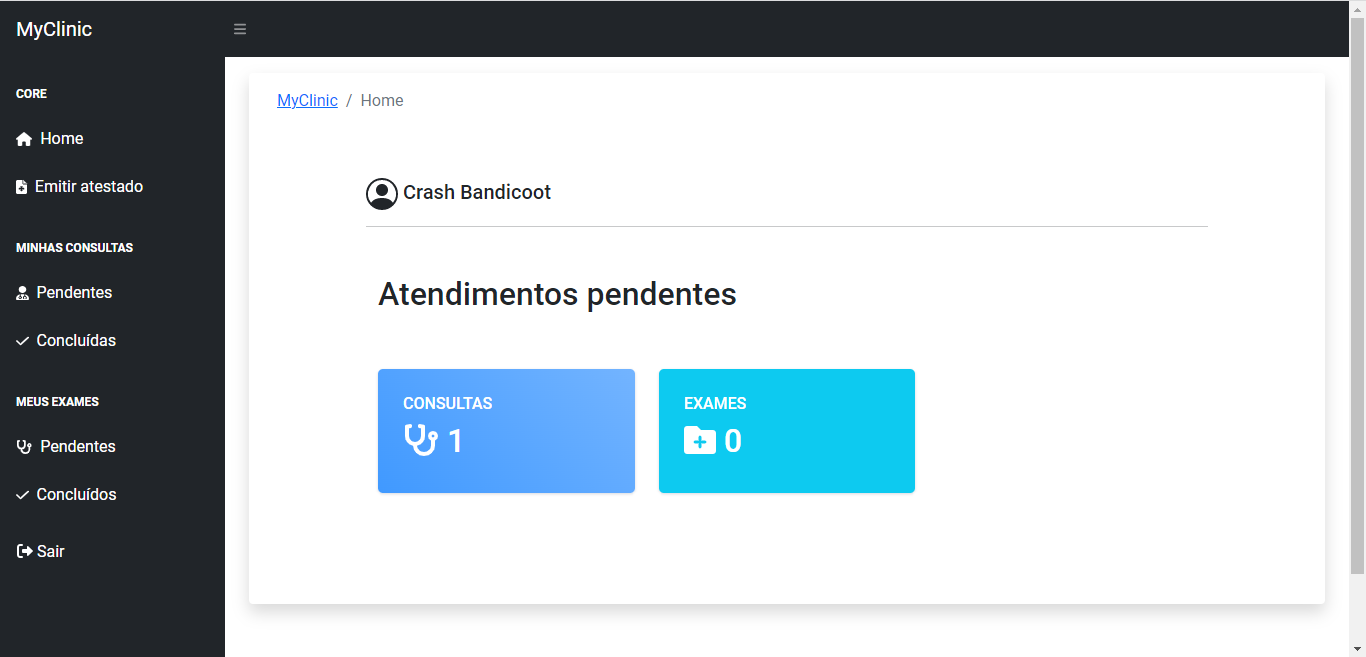 MyClinic
CORE
Home
Emitir atestado
MINHAS CONSULTAS
Pendentes
Concluídas
MEUS EXAMES
Pendentes
Concluídos
Sair
MyClinic / Home
Crash Bandicoot
Atendimentos pendentes
CONSULTAS
1
EXAMES
0